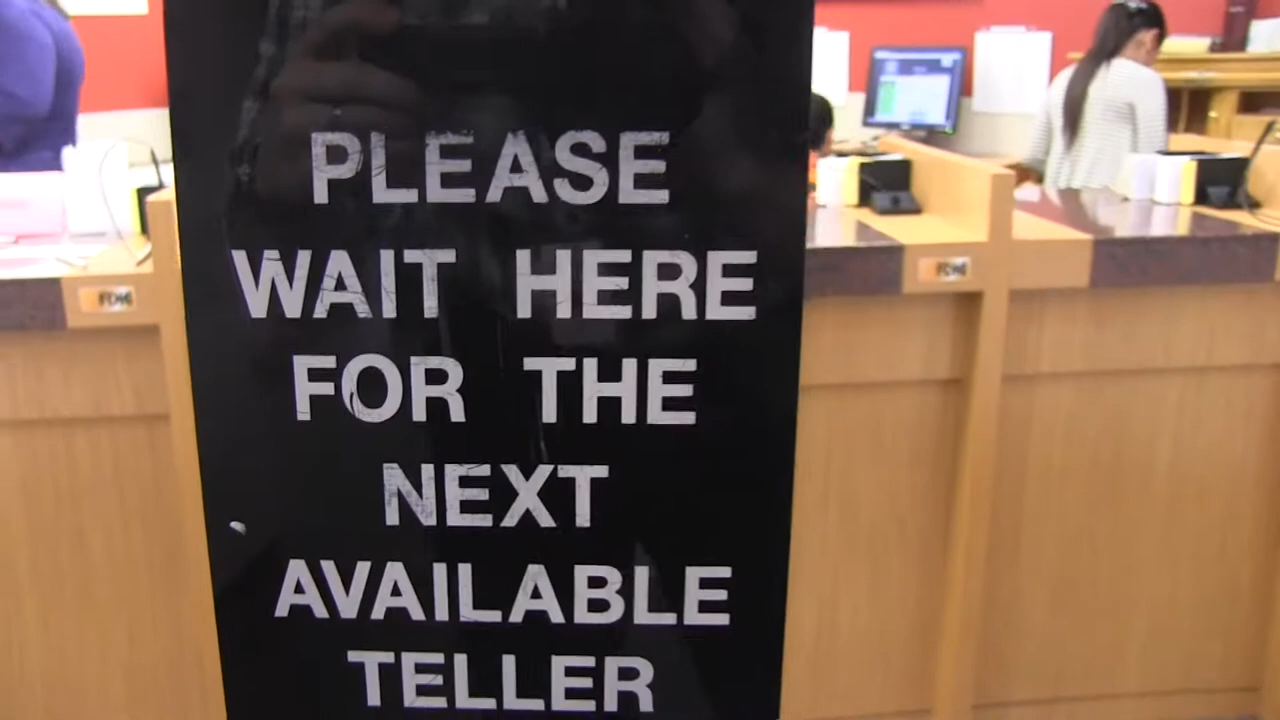 PLEASE
WAIT HERE
FOR THE
NEXT
AVAILABLE
TELLER